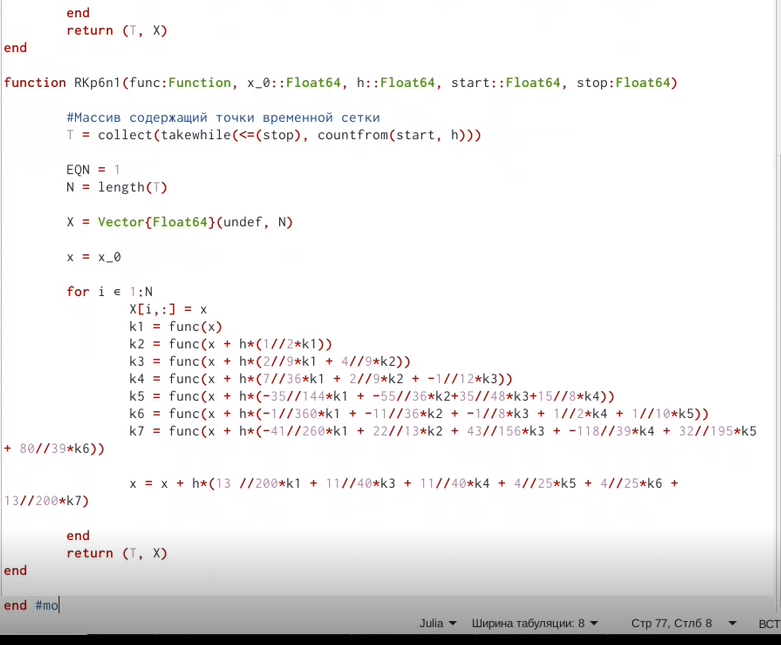 end
return (T, X)
end
function RKp6n1(func:Function, x_0::Float64, h::Float64, start::Float64, stop:Float64)
#Массив содержащий точки временной сетки
T = collect(takewhile(<=(stop), countfrom(start, h)))
EQN = 1
N = length(T)
X = Vector{Float64}(undef, N)
x = x_0
for i ∈ 1:N
X[i,:] = x
k1 = func(x)
k2 = func(x + h*(1//2*k1))
k3 = func(x + h*(2//9*k1 + 4//9*k2))
k4 = func(x + h*(7//36*k1 + 2//9*k2 + -1//12*k3))
k5 = func(x + h*(-35//144*k1 + -55//36*k2+35//48*k3+15//8*k4))
k6 = func(x + h*(-1//360*k1 + -11//36*k2 + -1//8*k3 + 1//2*k4 + 1//10*k5))
k7 = func(x + h*(-41//260*k1 + 22//13*k2 + 43//156*k3 + -118//39*k4 + 32//195*k5
+ 80//39*k6))
x = x + h*(13 //200*k1 + 11//40*k3 + 11//40*k4 + 4//25*k5 + 4//25*k6 +
13//200*k7)
end
return (T, X)
end
end #mo
Julia Ширина табуляции: 8 Стр 77, Стлб 8 ВСТ